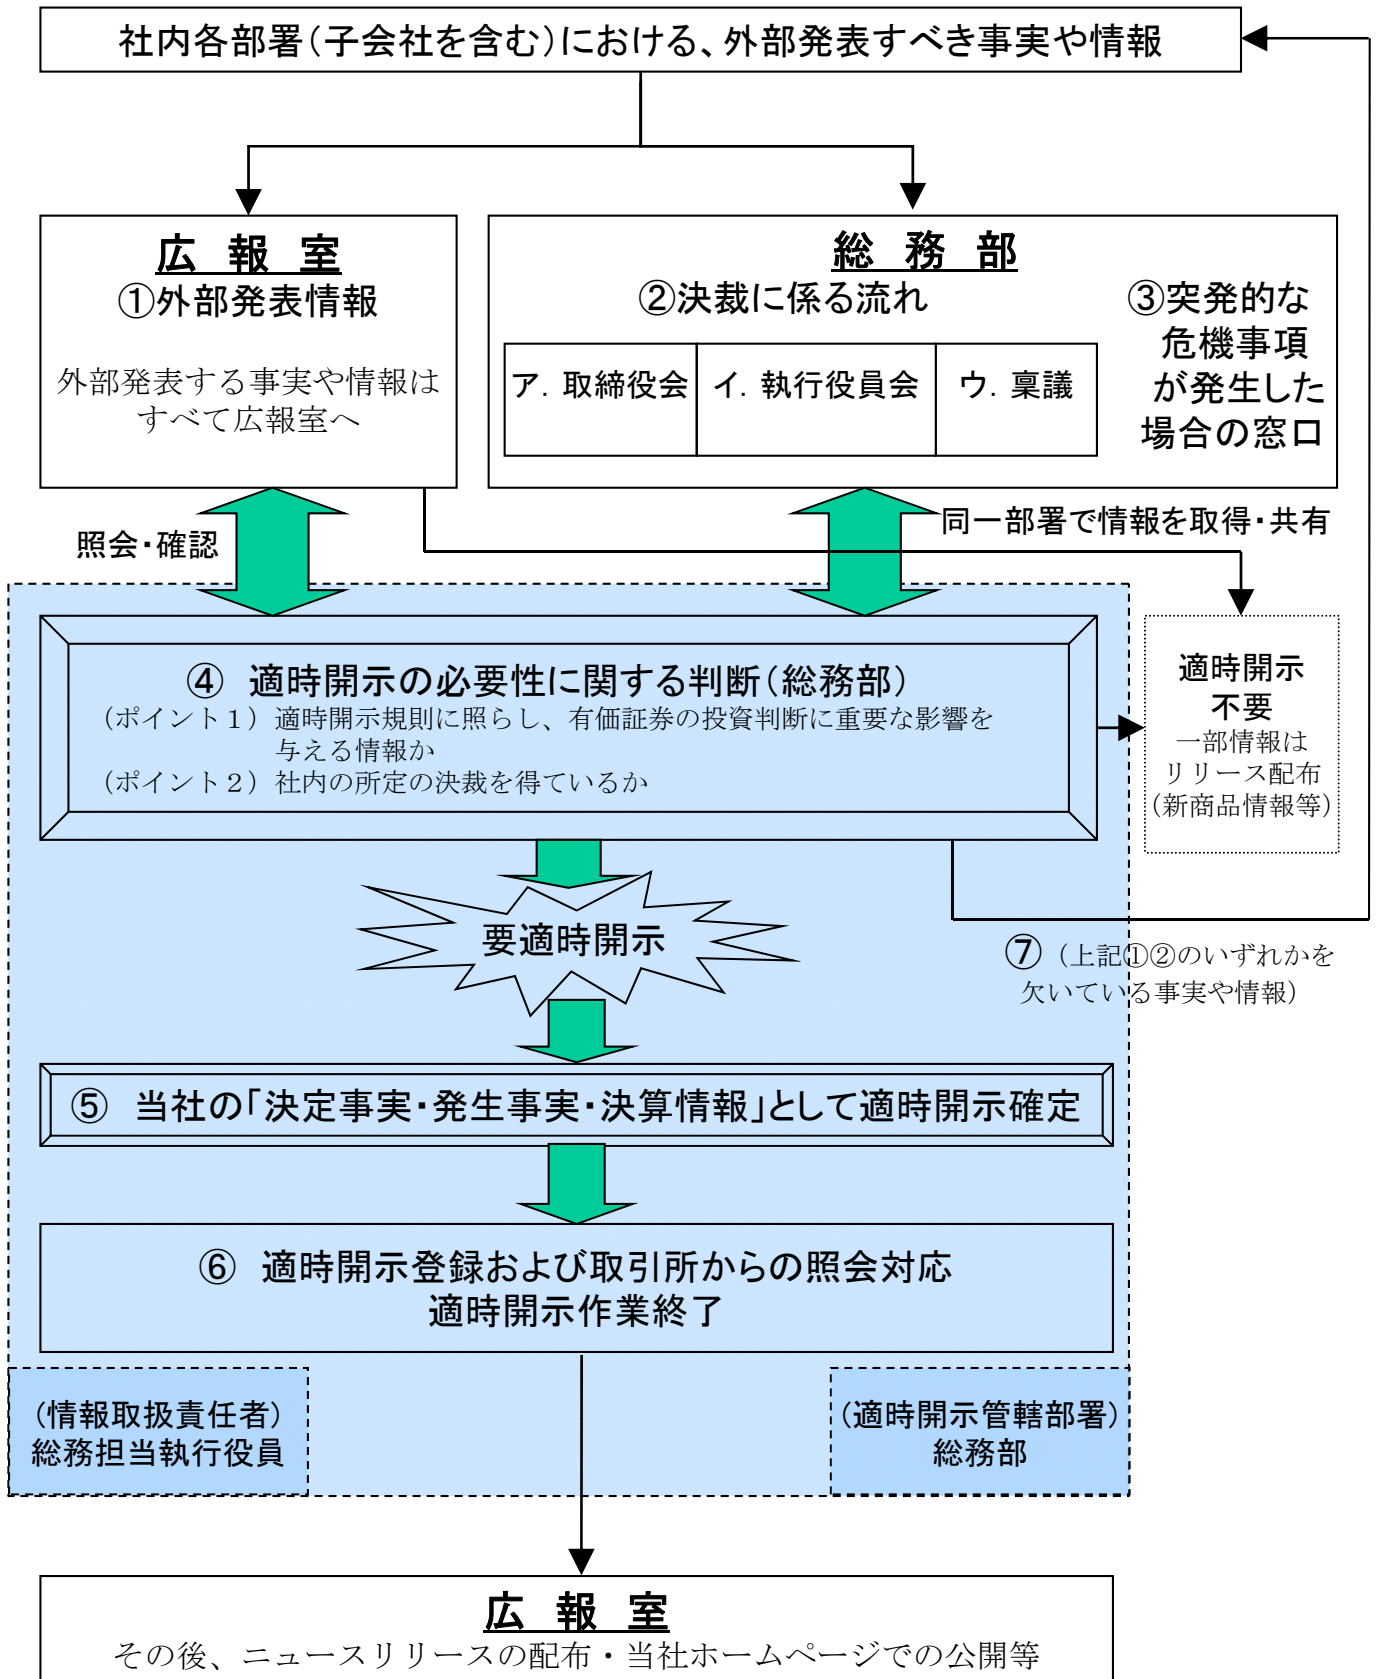 社内各部署(子会社を含む)における、外部発表すべき事実や情報
広 報 室
①外部発表情報
外部発表する事実や情報は
すべて広報室へ
総 務 部
②決裁に係る流れ
ア．取締役会
イ．執行役員会
ウ．稟議
③突発的な
危機事項
が発生した
場合の窓口
照会・確認
同一部署で情報を取得・共有
④ 適時開示の必要性に関する判断(総務部)
（ポイント１）適時開示規則に照らし、有価証券の投資判断に重要な影響を
与える情報か
（ポイント２）社内の所定の決裁を得ているか
適時開示
不要
一部情報は
リリース配布
（新商品情報等）
要適時開示
⑦（上記①②のいずれかを
欠いている事実や情報）
⑤ 当社の「決定事実・発生事実・決算情報」として適時開示確定
⑥ 適時開示登録および取引所からの照会対応
適時開示作業終了
(情報取扱責任者)
総務担当執行役員
(適時開示管轄部署)
総務部
広 報 室
その後、ニュースリリースの配布・当社ホームページでの公開等